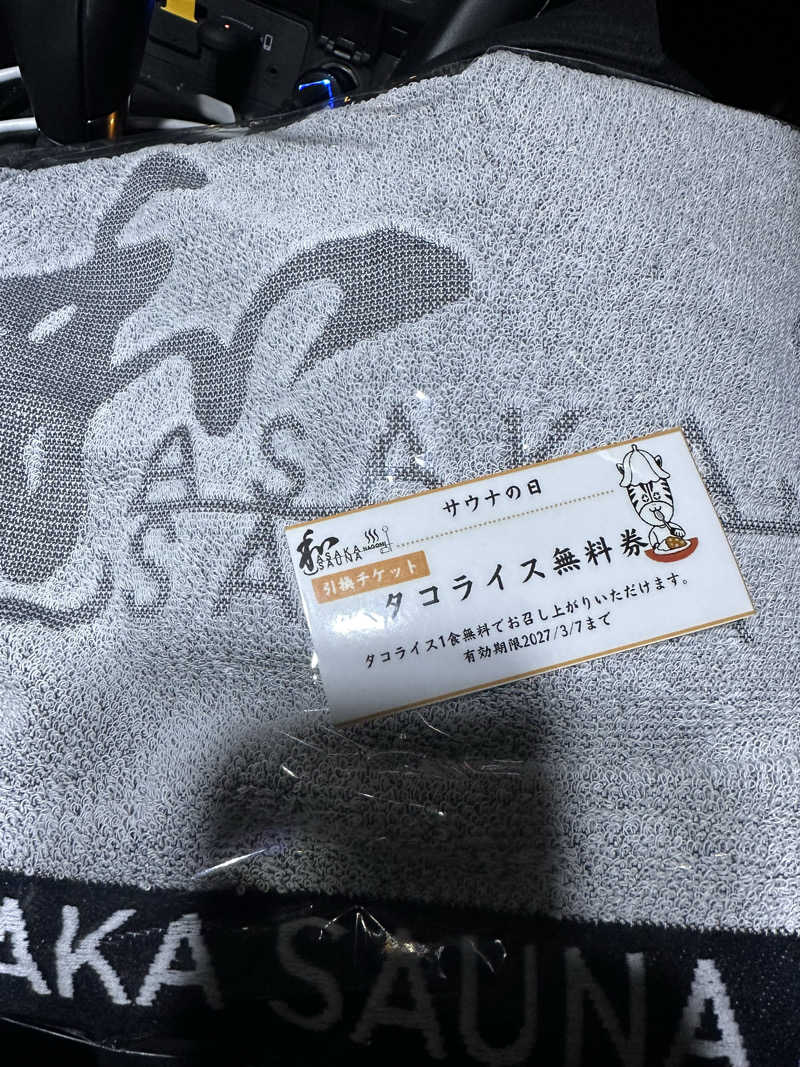 ASAKA
SA
サウナの日
和
ASAKA
SAUNA
NAGOMI
引換チケット
タコライス無料券
タコライス1食無料でお召し上がりいただけます。
有効期限2027/3/7まで
AKA SAUNA